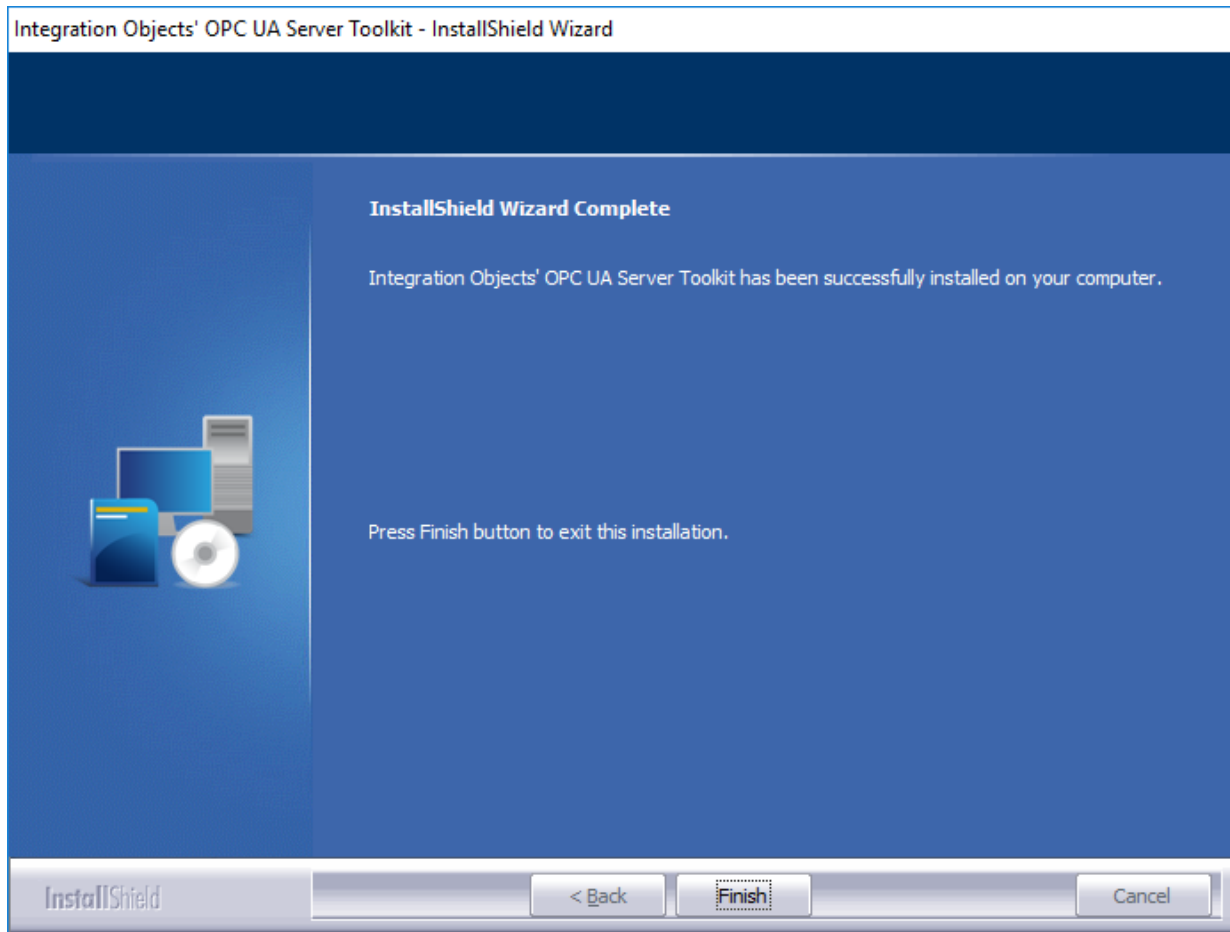 Integration Objects' OPC UA Server Toolkit - InstallShield Wizard
InstallShield Wizard Complete
Integration Objects' OPC UA Server Toolkit has been successfully installed on your computer.
Press Finish button to exit this installation.
InstallShield
< Back
Finish
Cancel